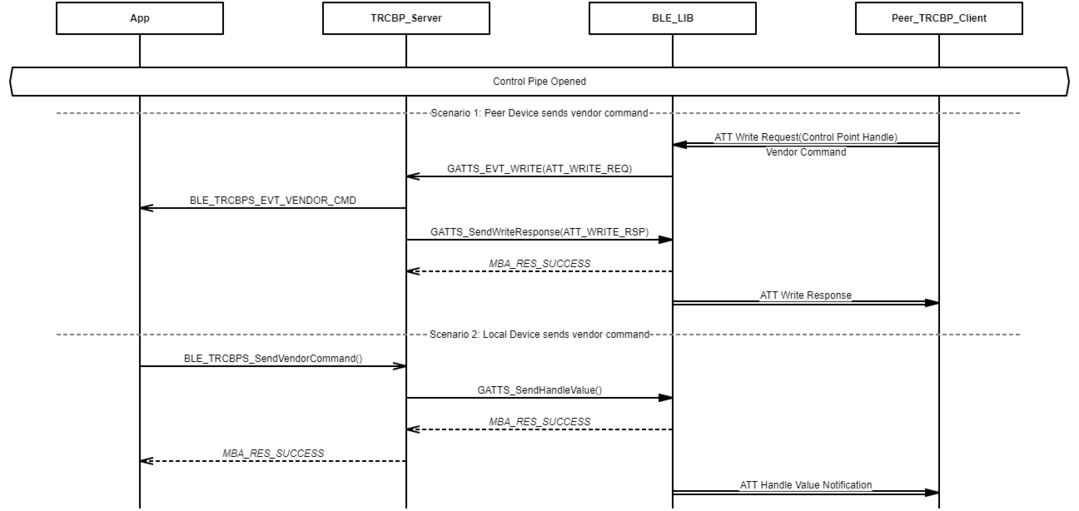 App
TRCBP_Server
BLE_LIB
Peer_TRCBP_Client
Control Pipe Opened
Scenario 1: Peer Device sends vendor command
ATT Write Request(Control Point Handle)
Vendor Command
GATTS_EVT_WRITE(ATT_WRITE_REQ)
BLE_TRCBPS_EVT_VENDOR_CMD
GATTS_SendWriteResponse(ATT_WRITE_RSP)
MBA_RES_SUCCESS
ATT Write Response
Scenario 2: Local Device sends vendor command
BLE_TRCBPS_SendVendorCommand()
GATTS_SendHandleValue()
MBA_RES_SUCCESS
MBA_RES_SUCCESS
ATT Handle Value Notification